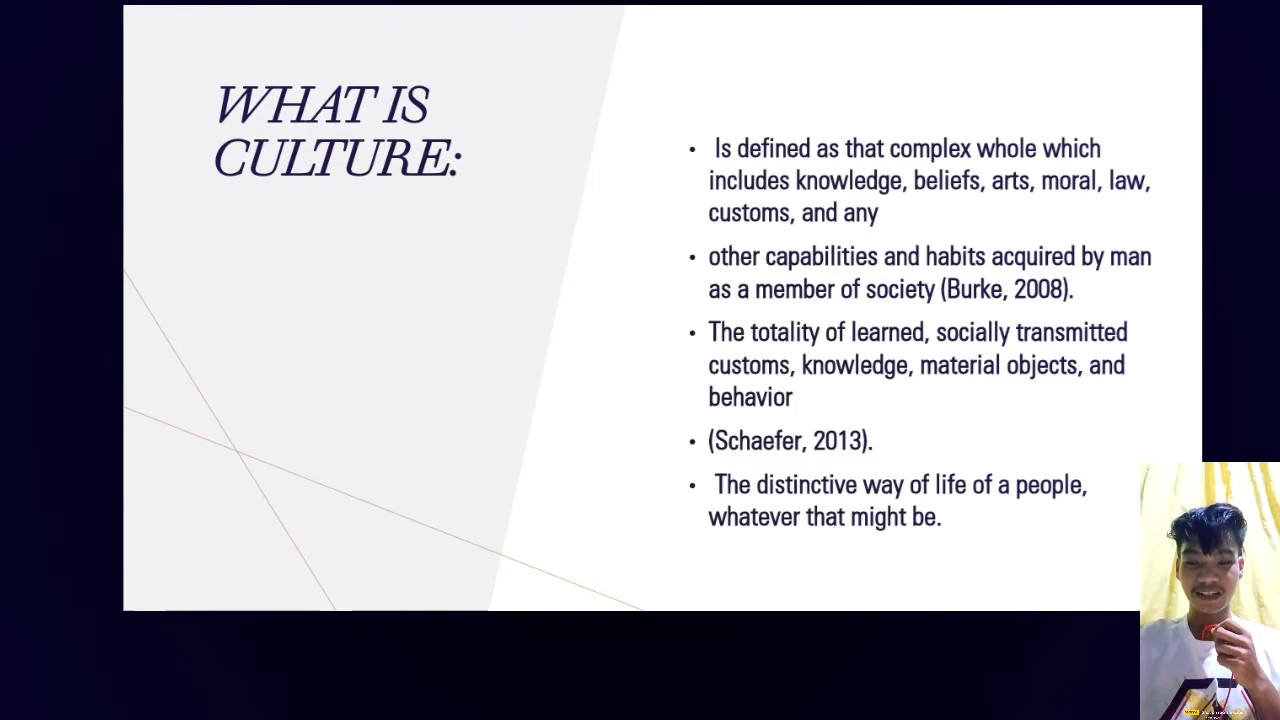 WHAT IS
CULTURE:
• Is defined as that complex whole which
includes knowledge, beliefs, arts, moral, law,
customs, and any
• other capabilities and habits acquired by man
as a member of society (Burke, 2008).
• The totality of learned, socially transmitted
customs, knowledge, material objects, and
behavior
• (Schaefer, 2013).
• The distinctive way of life of a people,
whatever that might be.